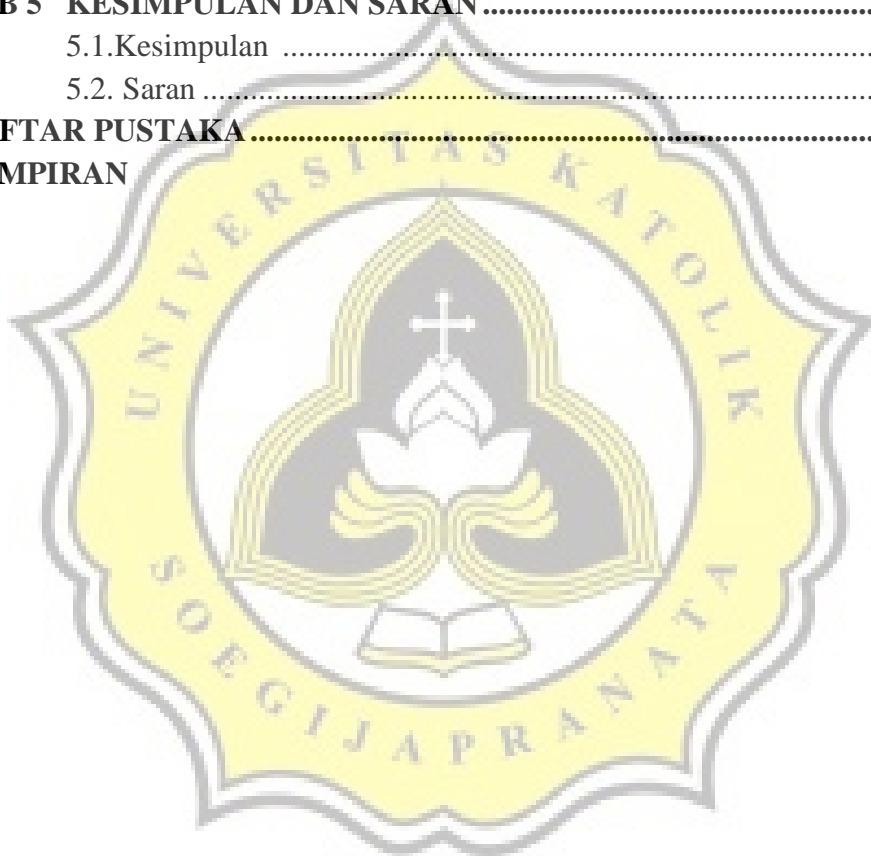 B 5 KESIMPULAN DAN SARAN ........................................................................
5.1.Kesimpulan ........................................................................................
5.2. Saran ..................................................................................................
FTAR PUSTAKA ........................................................................................
MPIRAN
UNIVERSITAS KATOLIK
SOEGIJAPRANATA